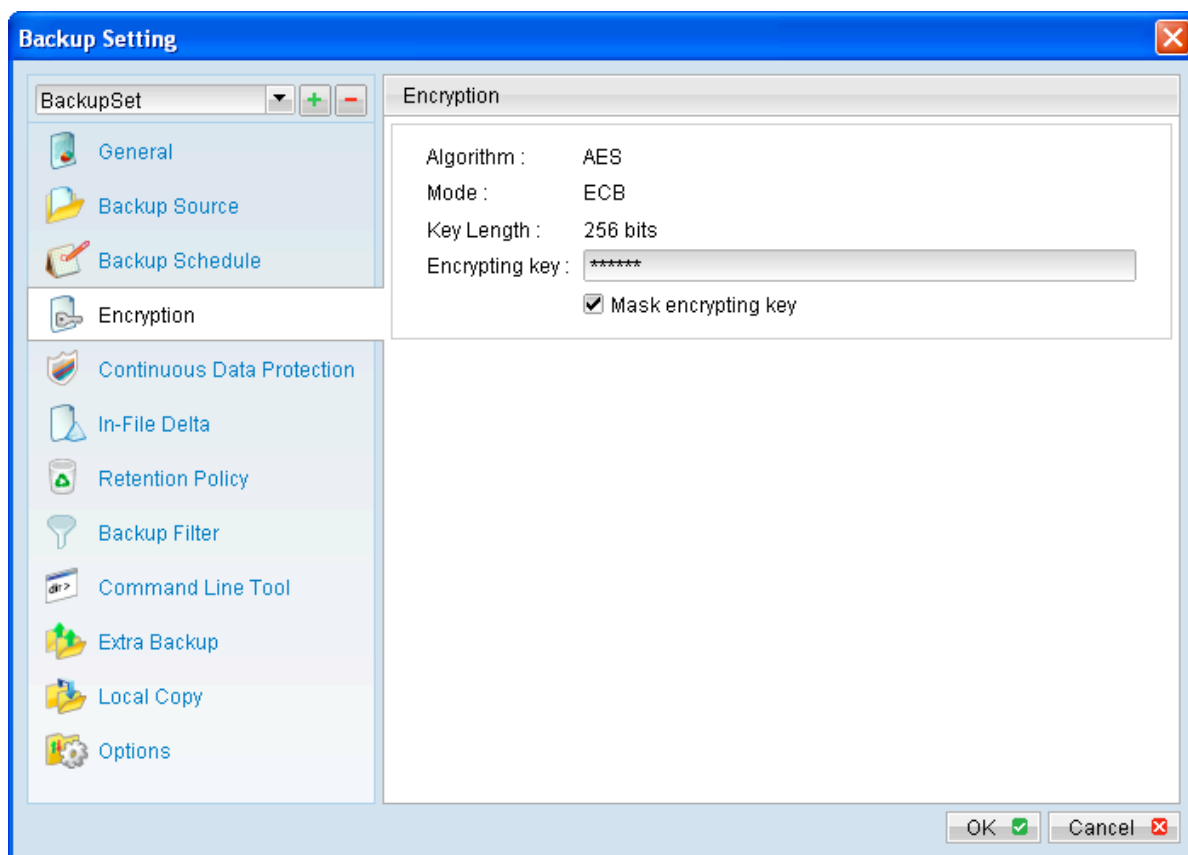 Backup Setting
BackupSet
General
Backup Source
Backup Schedule
Encryption
Continuous Data Protection
In-File Delta
Retention Policy
Backup Filter
dir>
Command Line Tool
Extra Backup
Local Copy
Options
Encryption
Algorithm : AES
Mode : ECB
Key Length : 256 bits
Encrypting key : ******
Mask encrypting key
OK
Cancel